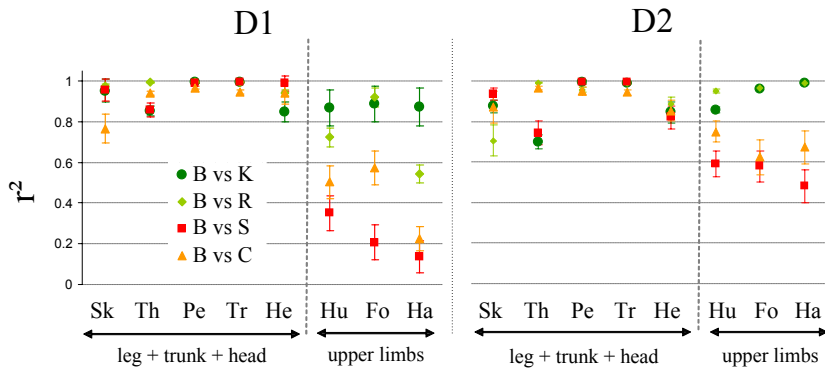 D1 D2
1
0.8
0.6
0.4
0.2
0
r²
B vs K
B vs R
B vs S
B vs C
Sk Th Pe Tr He Hu Fo Ha Sk Th Pe Tr He Hu Fo Ha
leg + trunk + head upper limbs leg + trunk + head upper limbs